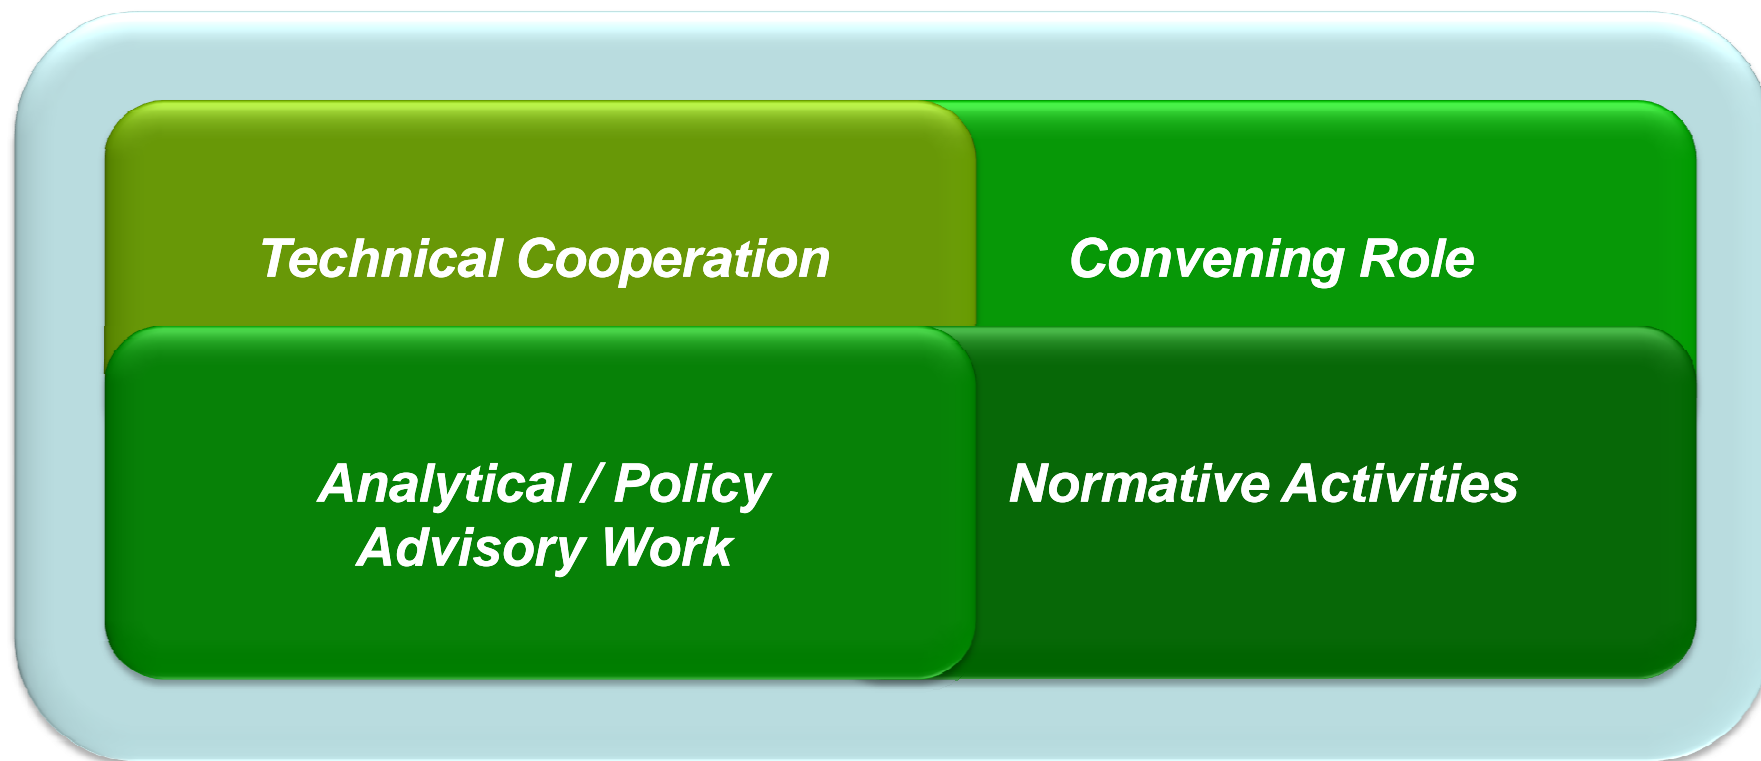 Technical Cooperation
Convening Role
Analytical / Policy
Advisory Work
Normative Activities